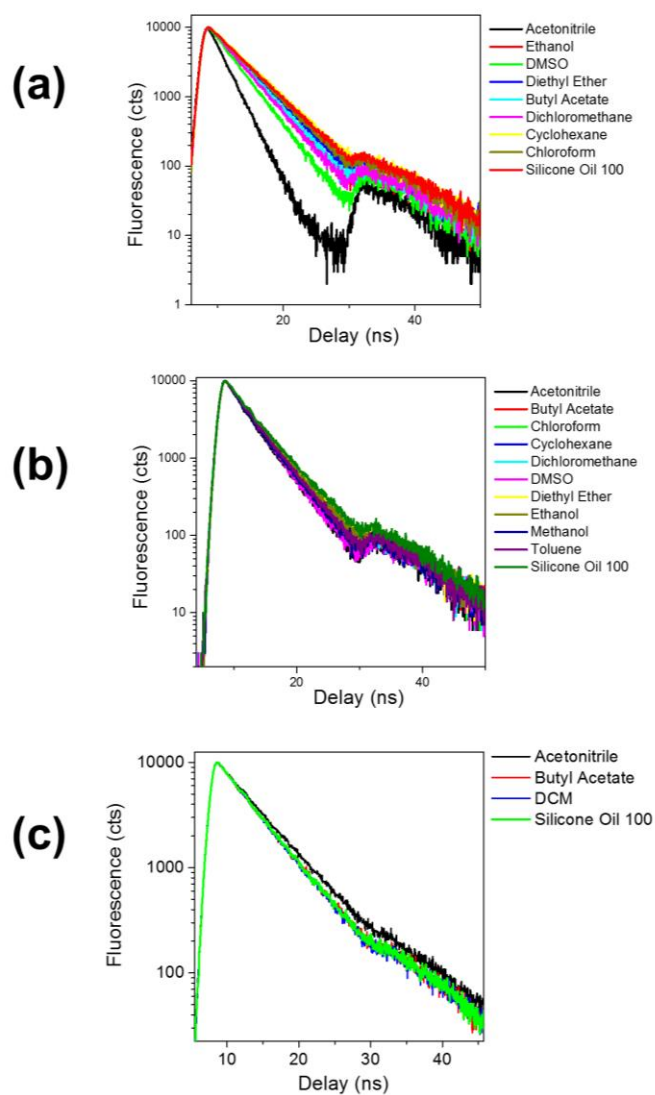 (a)
Fluorescence (cts)
10000
1000
100
10
1
20
40
Delay (ns)
Acetonitrile
Ethanol
DMSO
Diethyl Ether
Butyl Acetate
Dichloromethane
Cyclohexane
Chloroform
Silicone Oil 100
(b)
Fluorescence (cts)
10000
1000
100
10
20
40
Delay (ns)
Acetonitrile
Butyl Acetate
Chloroform
Cyclohexane
Dichloromethane
DMSO
Diethyl Ether
Ethanol
Methanol
Toluene
Silicone Oil 100
(c)
Fluorescence (cts)
10000
1000
100
10
20
30
40
Delay (ns)
Acetonitrile
Butyl Acetate
DCM
Silicone Oil 100